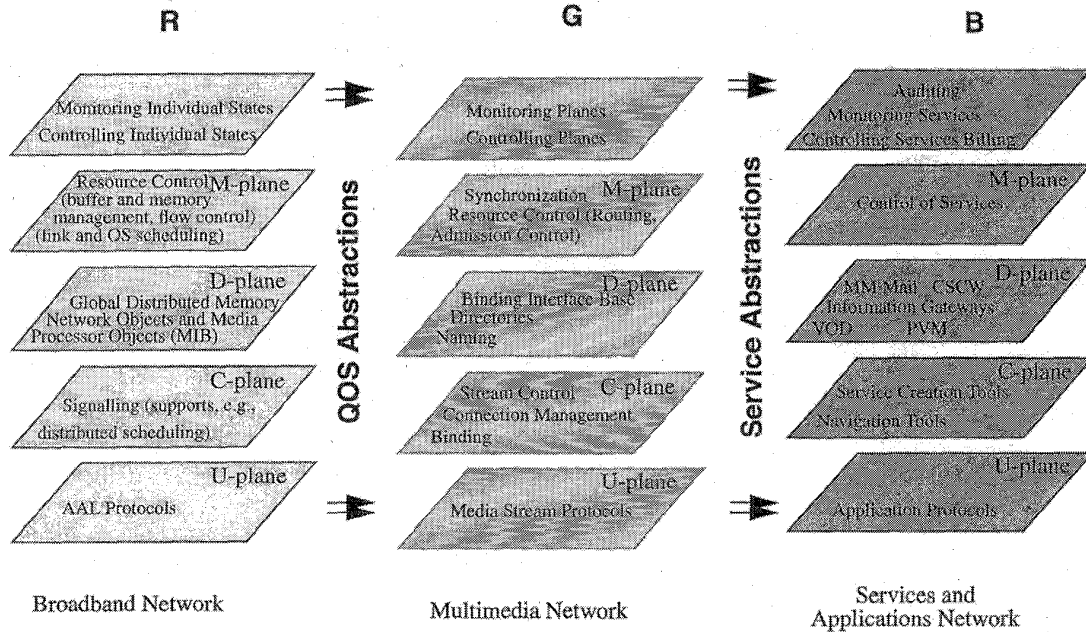 R
G
B
Monitoring Individual States
Controlling Individual States
Monitoring Planes
Controlling Planes
Auditing
Monitoring Services
Controlling Services Billing
M-plane
Resource Control
(buffer and memory
management, flow control)
(link and OS scheduling)
M-plane
Synchronization
Resource Control (Routing,
Admission Control)
M-plane
Control of Services
D-plane
Global Distributed Memory
Network Objects and Media
Processor Objects (MIB)
D-plane
Binding Interface Base
Directories
Naming
D-plane
MM-Mail CSCW
Information Gateways
VOD PVM
C-plane
Signalling (supports, e.g.,
distributed scheduling)
C-plane
Stream Control
Connection Management
Binding
C-plane
Service Creation Tools
Navigation Tools
U-plane
AAL Protocols
U-plane
Media Stream Protocols
U-plane
Application Protocols
QOS Abstractions
Service Abstractions
Broadband Network
Multimedia Network
Services and
Applications Network